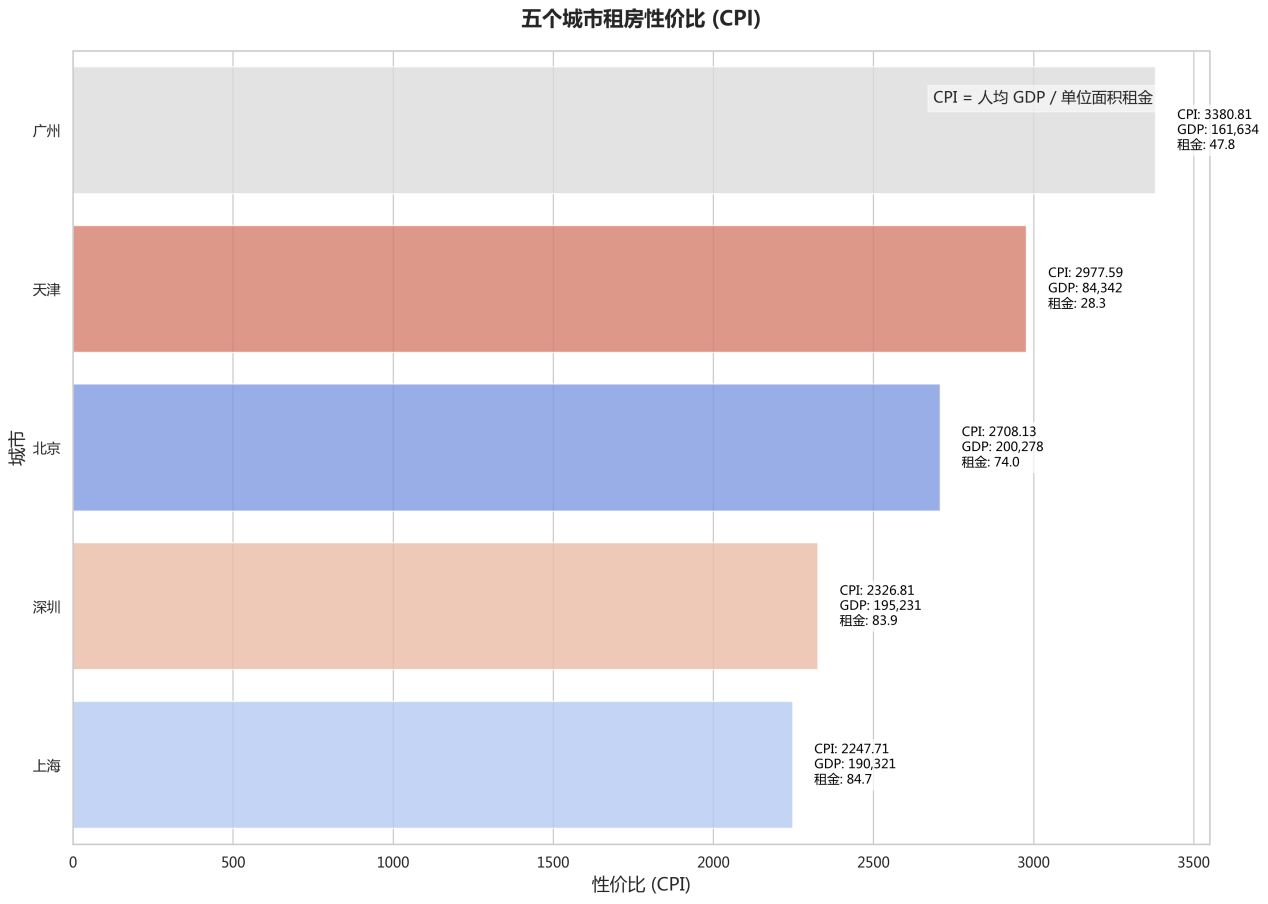 五个城市租房性价比 (CPI)
CPI = 人均 GDP / 单位面积租金
广州
CPI: 3380.81
GDP: 161,634
租金: 47.8
天津
CPI: 2977.59
GDP: 84,342
租金: 28.3
城市
北京
CPI: 2708.13
GDP: 200,278
租金: 74.0
深圳
CPI: 2326.81
GDP: 195,231
租金: 83.9
上海
CPI: 2247.71
GDP: 190,321
租金: 84.7
0 500 1000 1500 2000 2500 3000 3500
性价比 (CPI)